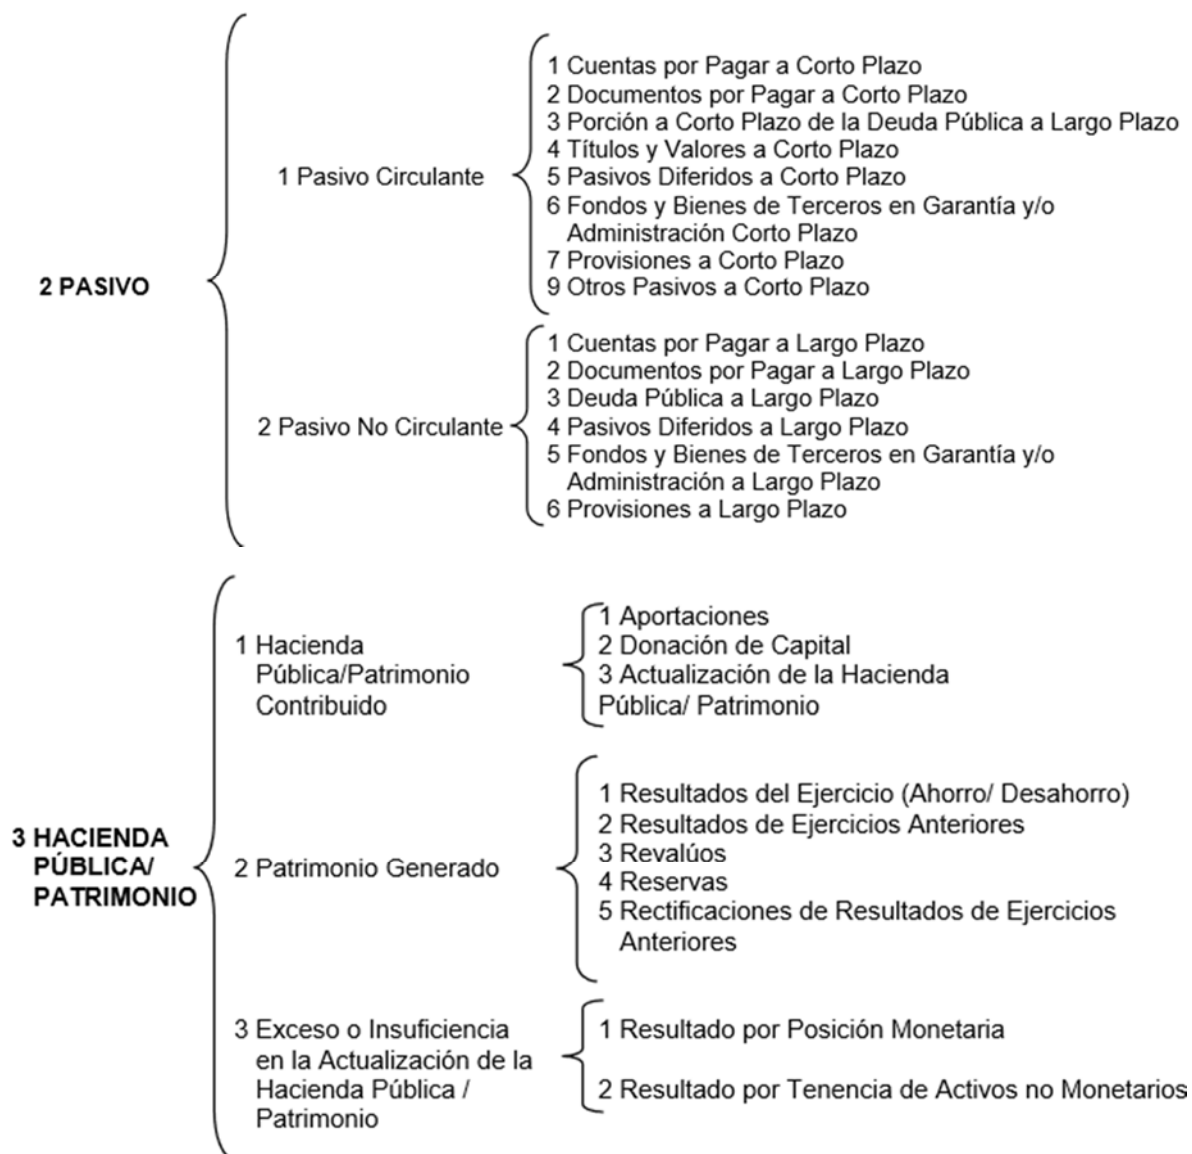 2 PASIVO
1 Pasivo Circulante
1 Cuentas por Pagar a Corto Plazo
2 Documentos por Pagar a Corto Plazo
3 Porción a Corto Plazo de la Deuda Pública a Largo Plazo
4 Títulos y Valores a Corto Plazo
5 Pasivos Diferidos a Corto Plazo
6 Fondos y Bienes de Terceros en Garantía y/o
Administración Corto Plazo
7 Provisiones a Corto Plazo
9 Otros Pasivos a Corto Plazo
2 Pasivo No Circulante
1 Cuentas por Pagar a Largo Plazo
2 Documentos por Pagar a Largo Plazo
3 Deuda Pública a Largo Plazo
4 Pasivos Diferidos a Largo Plazo
5 Fondos y Bienes de Terceros en Garantía y/o
Administración a Largo Plazo
6 Provisiones a Largo Plazo
3 HACIENDA
PÚBLICA/
PATRIMONIO
1 Hacienda
Pública/Patrimonio
Contribuido
1 Aportaciones
2 Donación de Capital
3 Actualización de la Hacienda
Pública/ Patrimonio
2 Patrimonio Generado
1 Resultados del Ejercicio (Ahorro/ Desahorro)
2 Resultados de Ejercicios Anteriores
3 Revalúos
4 Reservas
5 Rectificaciones de Resultados de Ejercicios
Anteriores
3 Exceso o Insuficiencia
en la Actualización de la
Hacienda Pública /
Patrimonio
1 Resultado por Posición Monetaria
2 Resultado por Tenencia de Activos no Monetarios